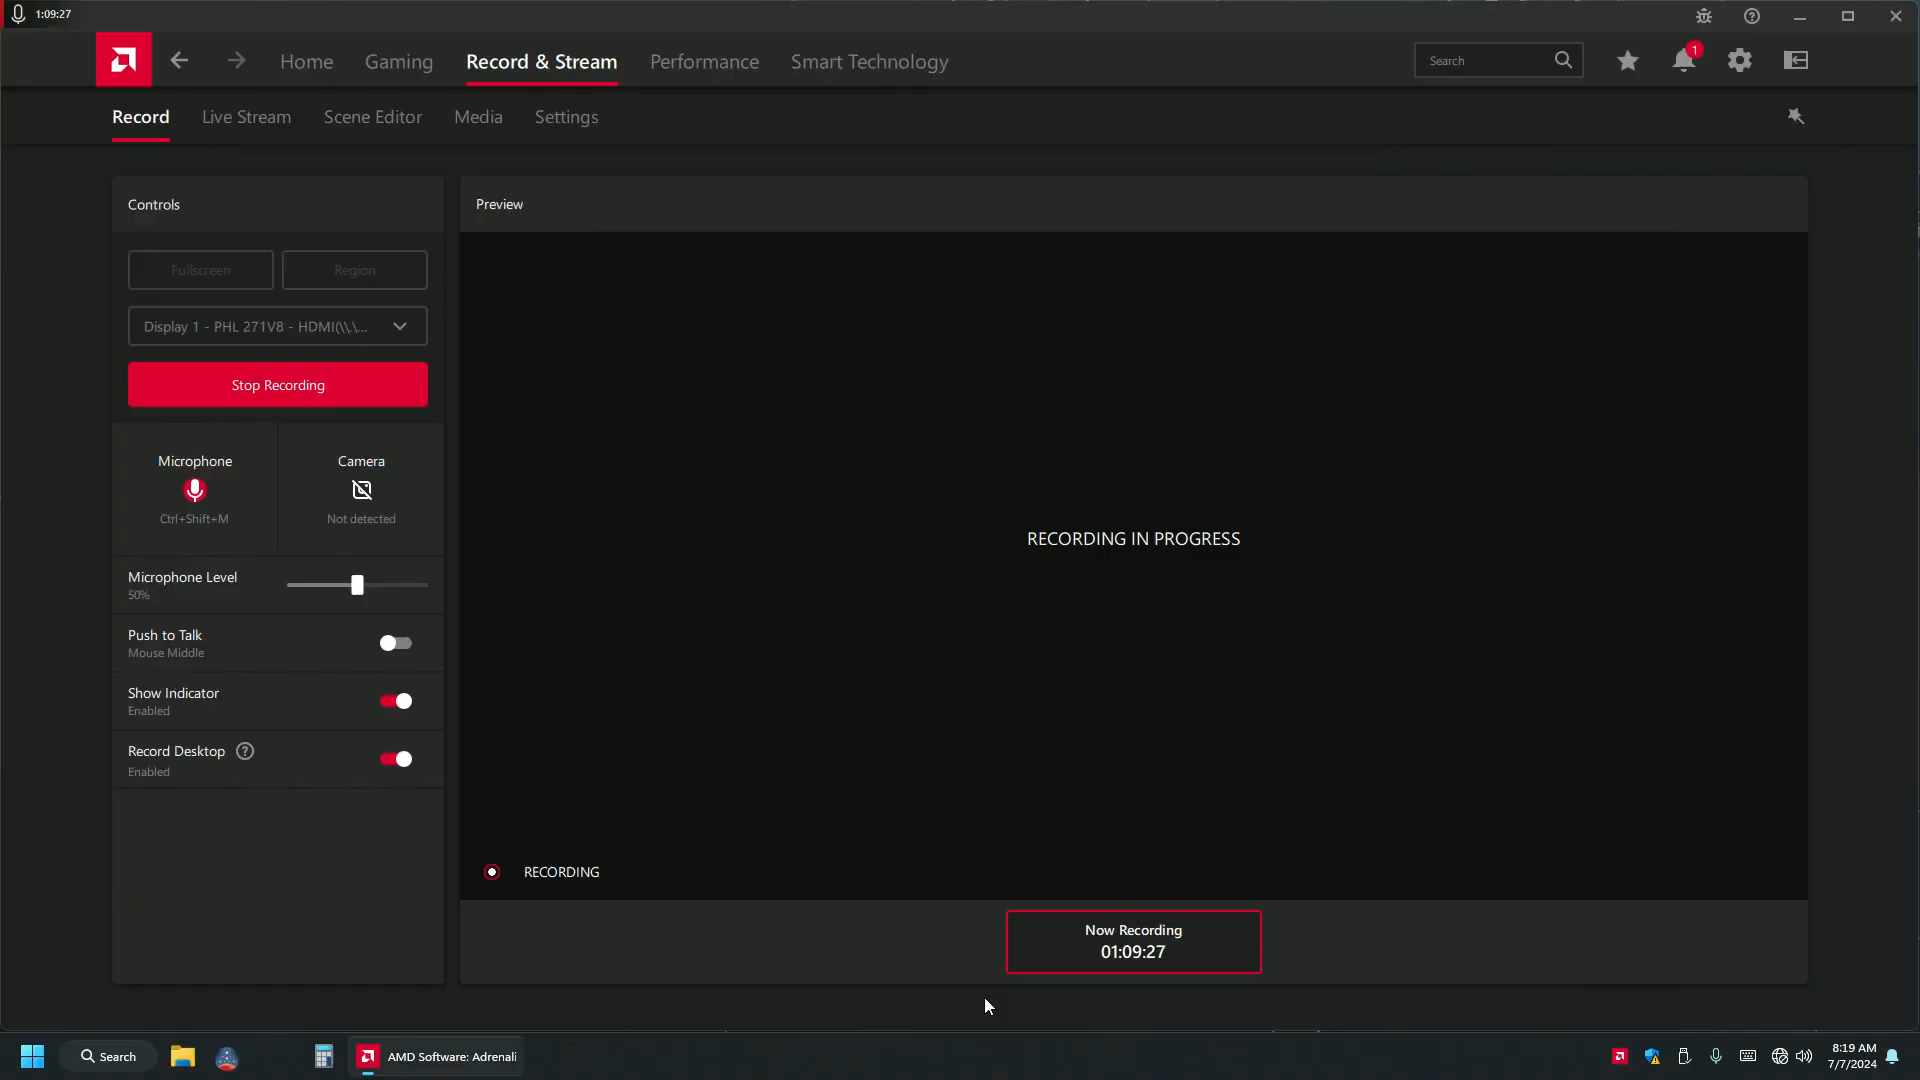 1:09:27
Home
Gaming
Record & Stream
Performance
Smart Technology
Search
1
Record
Live Stream
Scene Editor
Media
Settings
Controls
Preview
Fullscreen
Region
Display 1 - PHL 271V8 - HDMI(\\.\...
Stop Recording
Microphone
Camera
Ctrl+Shift+M
Not detected
Microphone Level
50%
Push to Talk
Mouse Middle
Show Indicator
Enabled
Record Desktop
Enabled
RECORDING IN PROGRESS
RECORDING
Now Recording
01:09:27
Search
AMD Software: Adrenali
8:19 AM
7/7/2024